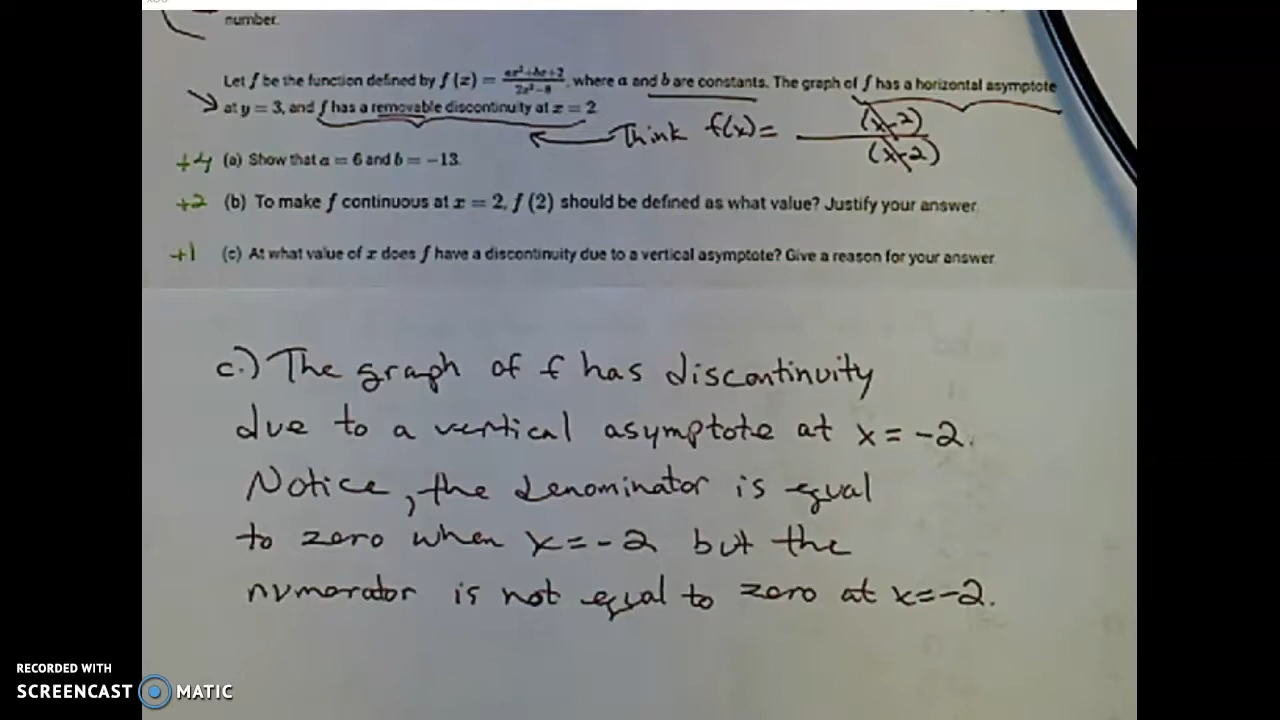 number.
Let f be the function defined by f (x) = ax²+bx+2 / 2x²−8, where a and b are constants. The graph of f has a horizontal asymptote
at y = 3, and f has a removable discontinuity at x = 2
Think f(x) = (x-2) / (x-2)
+4 (a) Show that a = 6 and b = −13.
+2 (b) To make f continuous at x = 2, f (2) should be defined as what value? Justify your answer
+1 (c) At what value of x does f have a discontinuity due to a vertical asymptote? Give a reason for your answer
c.) The graph of f has discontinuity
due to a vertical asymptote at x = -2.
Notice, the denominator is equal
to zero when x = -2 but the
numerator is not equal to zero at x = -2.
RECORDED WITH
SCREENCAST MATIC